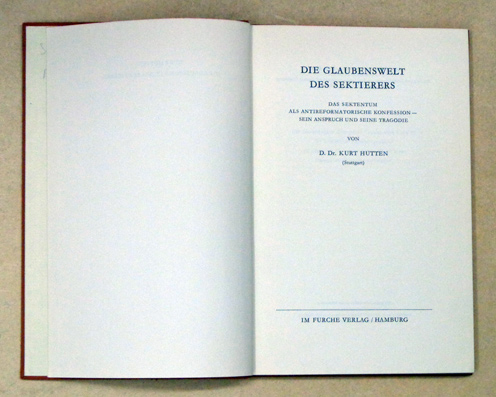 DIE GLAUBENSWELT
DES SEKTIERERS
DAS SEKTENTUM
ALS ANTIREFORMATORISCHE KONFESSION—
SEIN ANSPRUCH UND SEINE TRAGÖDIE
VON
D. Dr. KURT HUTTEN
(Stuttgart)
IM FURCHE VERLAG / HAMBURG